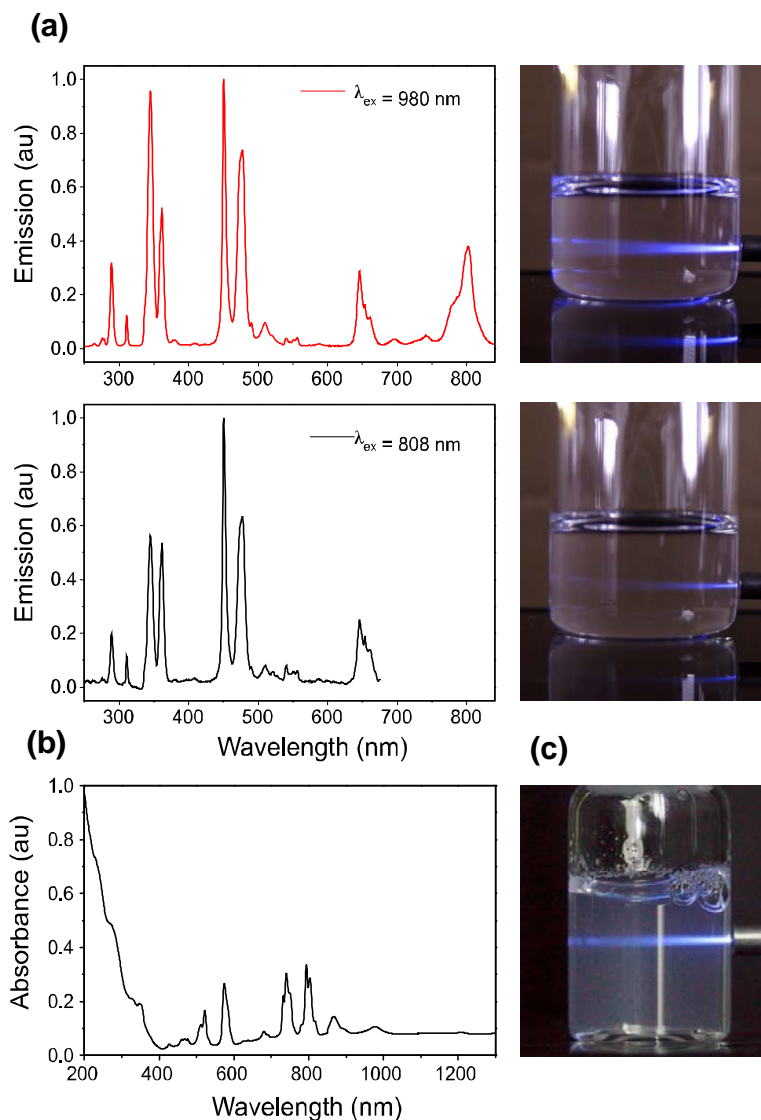 (a)
Emission (au)
1.0
0.8
0.6
0.4
0.2
0.0
λex = 980 nm
300 400 500 600 700 800
Emission (au)
1.0
0.8
0.6
0.4
0.2
0.0
λex = 808 nm
300 400 500 600 700 800
Wavelength (nm)
(b)
Absorbance (au)
1.0
0.8
0.6
0.4
0.2
0.0
200 400 600 800 1000 1200
Wavelength (nm)
(c)